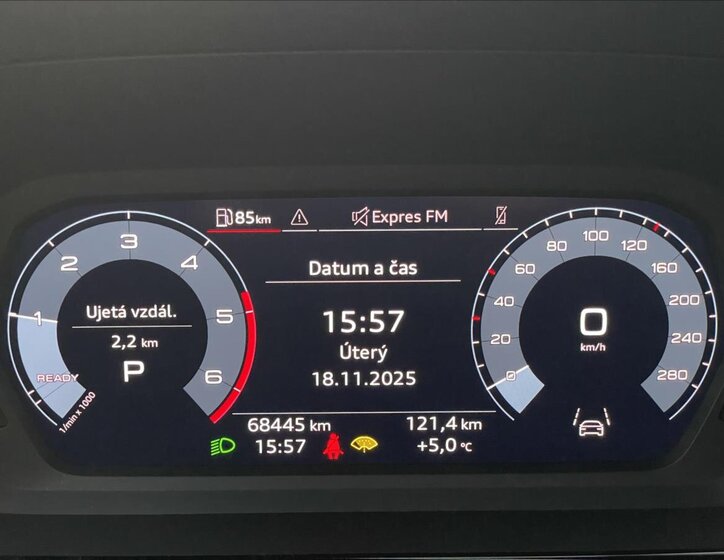 85km
Expres FM
1
2
3
4
5
6
READY
1/min x 1000
Ujetá vzdál.
2,2 km
P
Datum a čas
15:57
Úterý
18.11.2025
0
20
40
60
80
100
120
160
200
240
280
0
km/h
68445 km
121,4 km
15:57
+5,0 °C